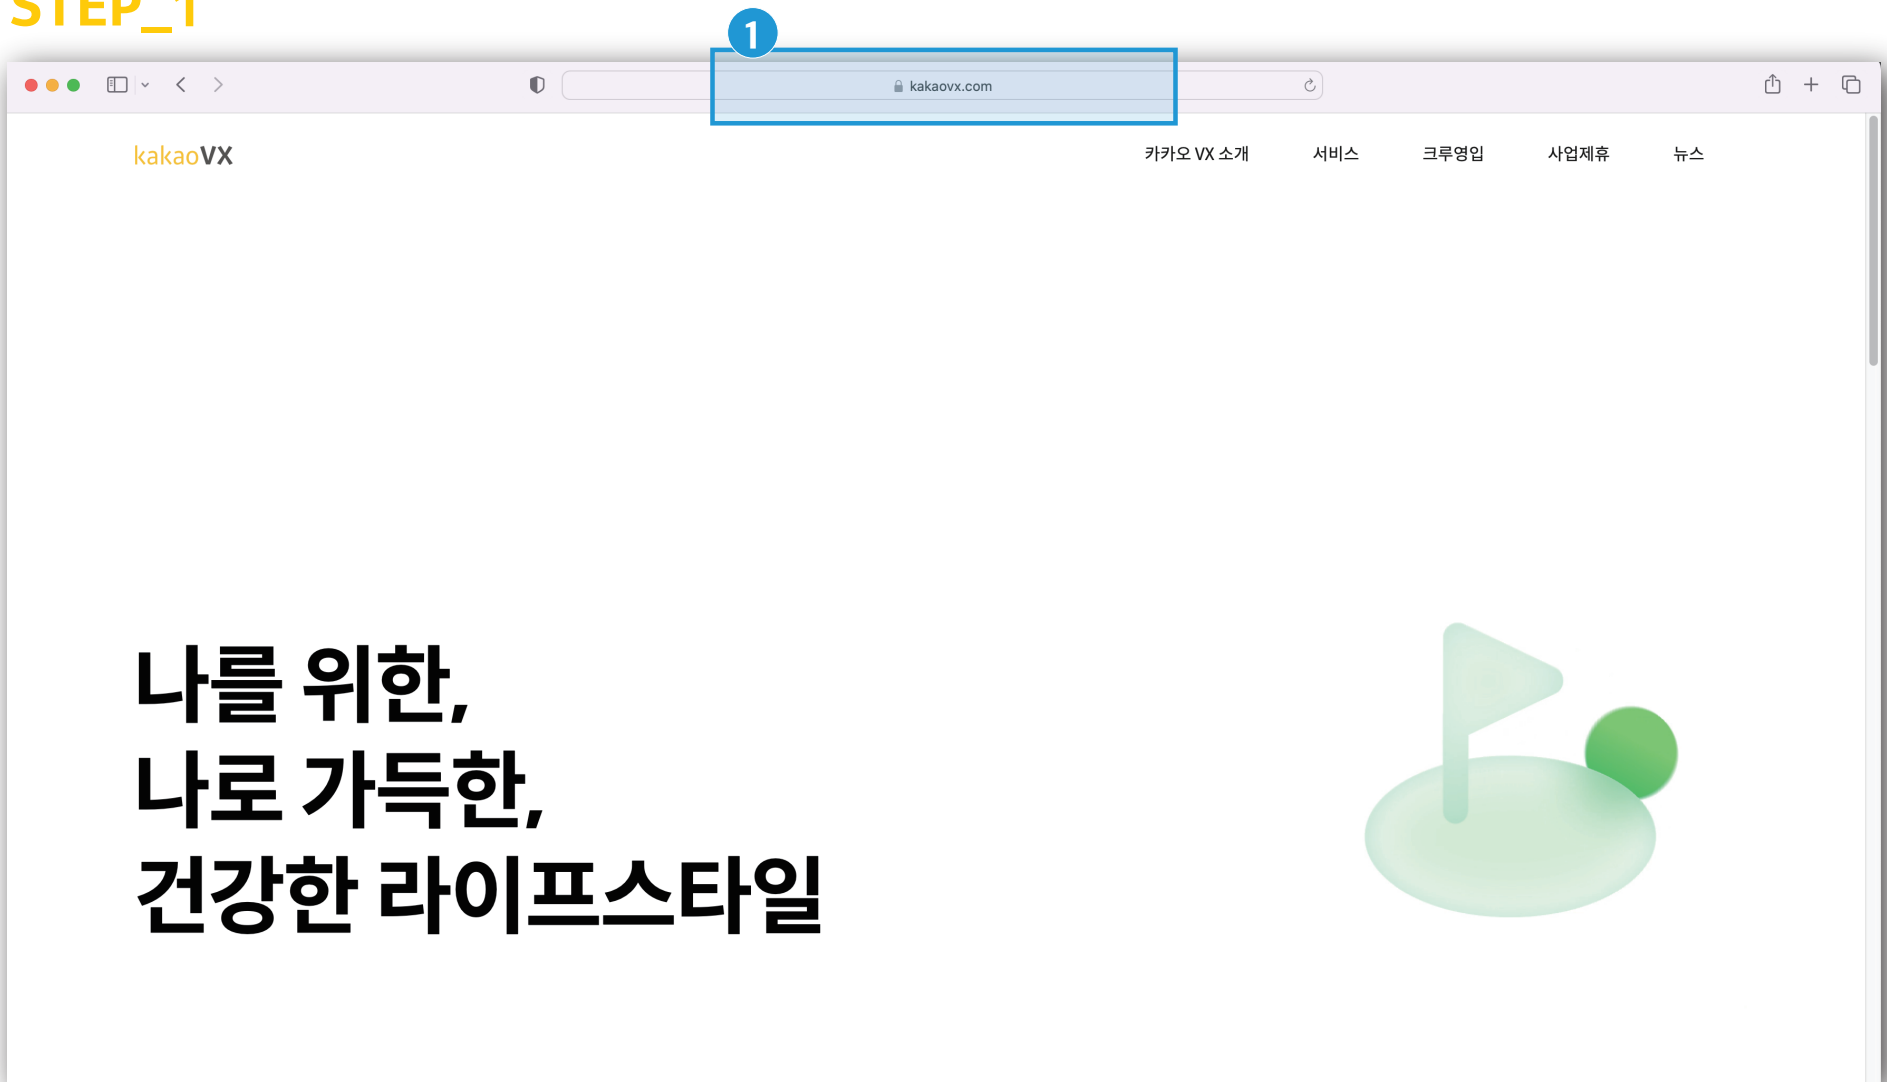 STEP_1
1
kakaovx.com
kakaoVX
카카오 VX 소개 서비스 크루영입 사업제휴 뉴스
나를 위한,
나로 가득한,
건강한 라이프스타일